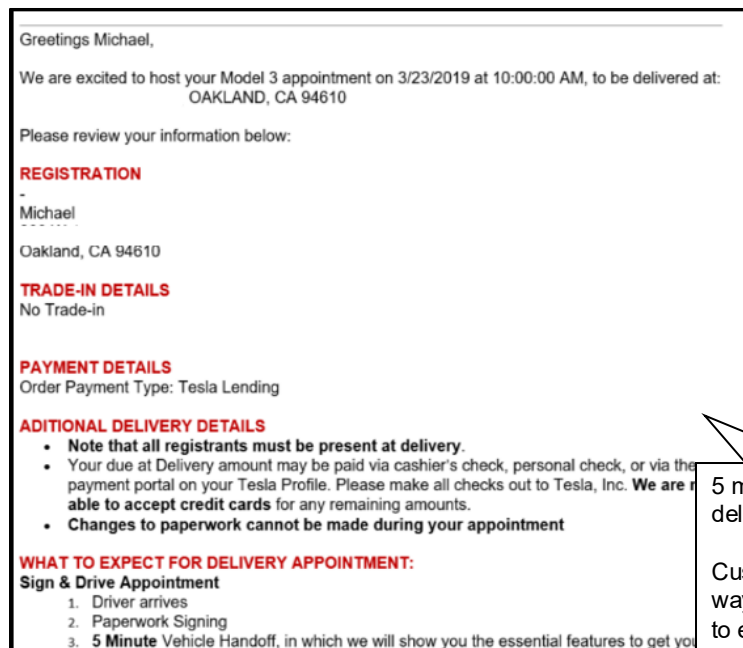 Greetings Michael,
We are excited to host your Model 3 appointment on 3/23/2019 at 10:00:00 AM, to be delivered at:
OAKLAND, CA 94610
Please review your information below:
REGISTRATION
-
Michael
Oakland, CA 94610
TRADE-IN DETAILS
No Trade-in
PAYMENT DETAILS
Order Payment Type: Tesla Lending
ADITIONAL DELIVERY DETAILS
• Note that all registrants must be present at delivery.
• Your due at Delivery amount may be paid via cashier's check, personal check, or via the
payment portal on your Tesla Profile. Please make all checks out to Tesla, Inc. We are
able to accept credit cards for any remaining amounts.
• Changes to paperwork cannot be made during your appointment
WHAT TO EXPECT FOR DELIVERY APPOINTMENT:
Sign & Drive Appointment
1. Driver arrives
2. Paperwork Signing
3. 5 Minute Vehicle Handoff, in which we will show you the essential features to get
5 m
del
Cus
way
to e